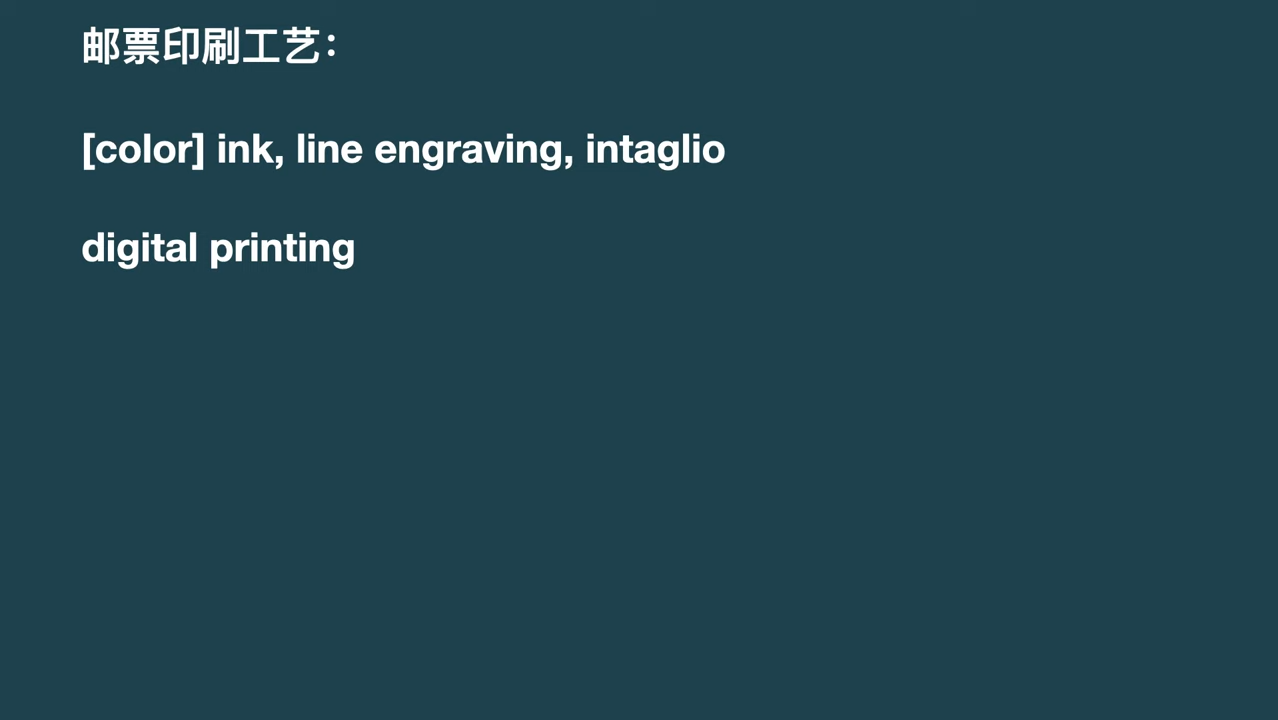 邮票印刷工艺：
[color] ink, line engraving, intaglio
digital printing